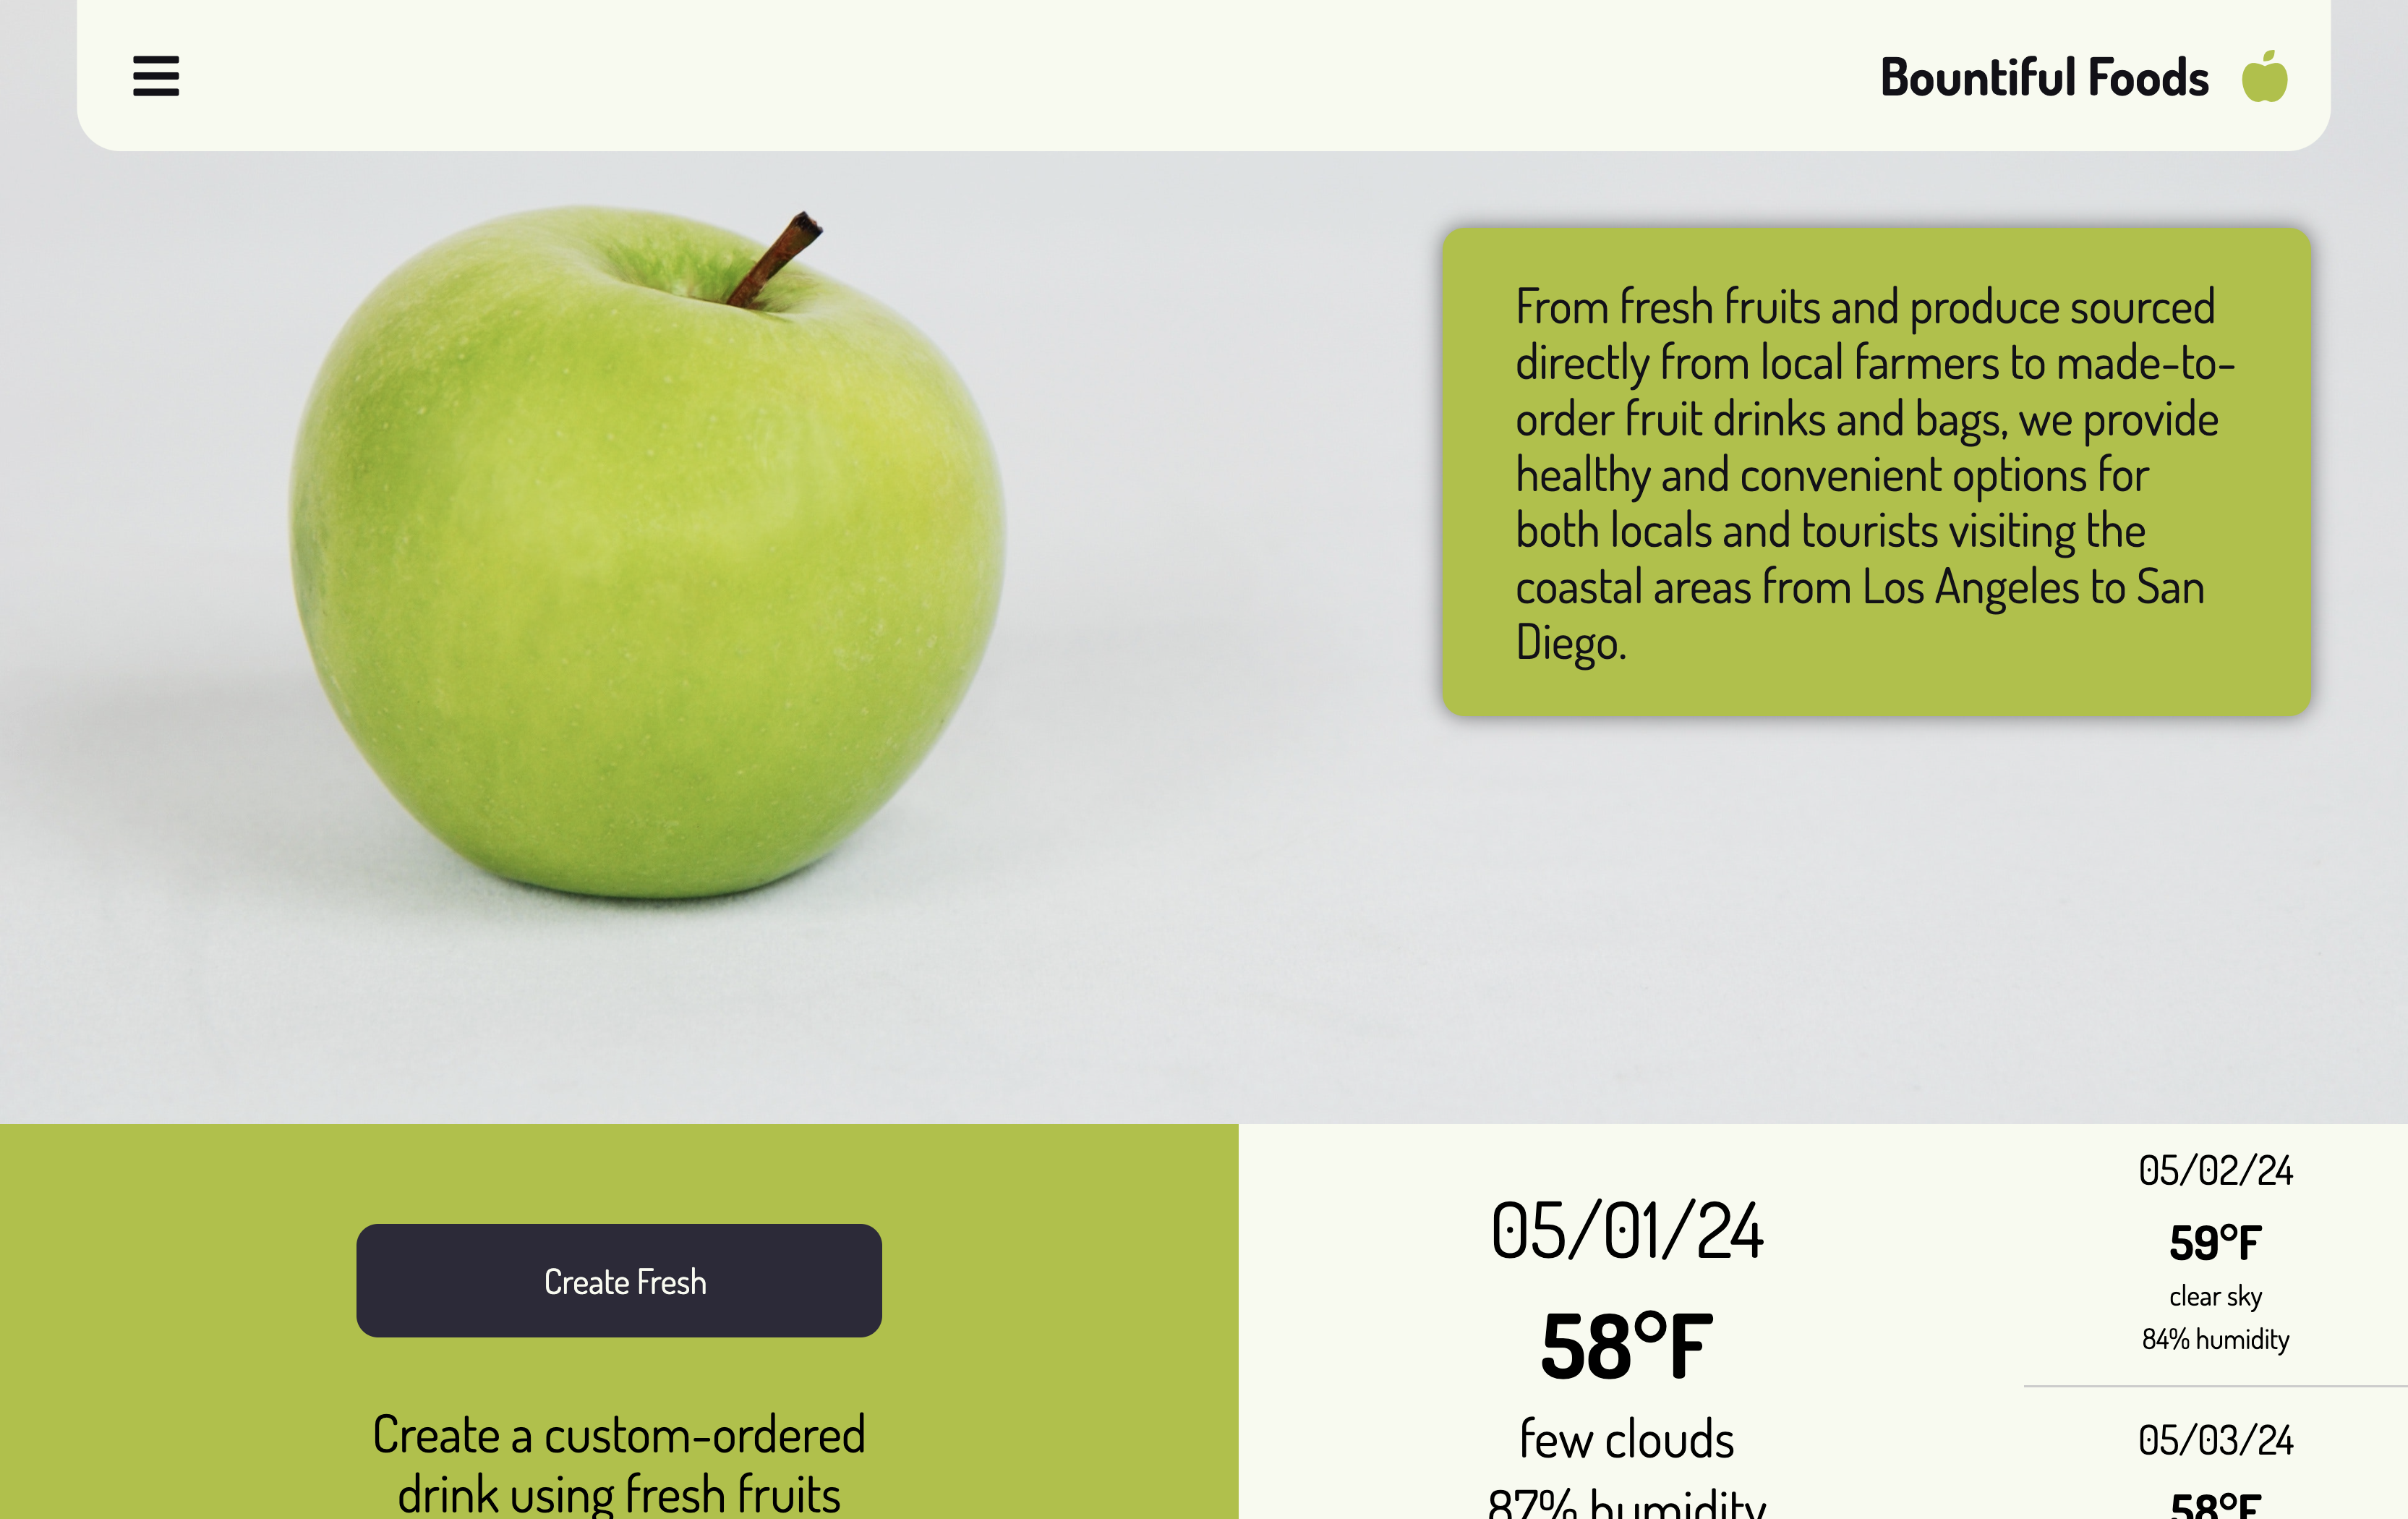 Bountiful Foods
From fresh fruits and produce sourced
directly from local farmers to made-to-
order fruit drinks and bags, we provide
healthy and convenient options for
both locals and tourists visiting the
coastal areas from Los Angeles to San
Diego.
Create Fresh
Create a custom-ordered
drink using fresh fruits
05/01/24
58°F
few clouds
87% humidity
05/02/24
59°F
clear sky
84% humidity
05/03/24
58°F